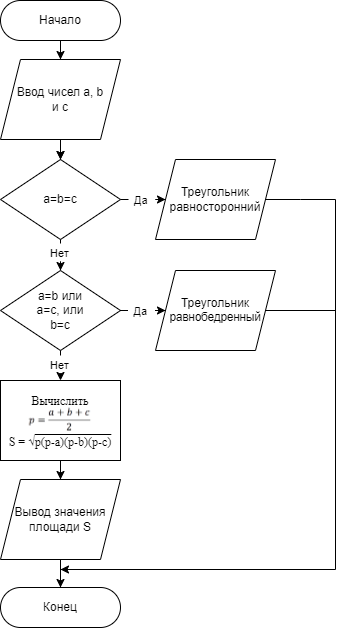 Начало
Ввод чисел a, b
и c
a=b=c
Да
Треугольник
равносторонний
Нет
a=b или
a=c, или
b=c
Да
Треугольник
равнобедренный
Нет
Вычислить
p = (a + b + c)/2
S = √p(p-a)(p-b)(p-c)
Вывод значения
площади S
Конец